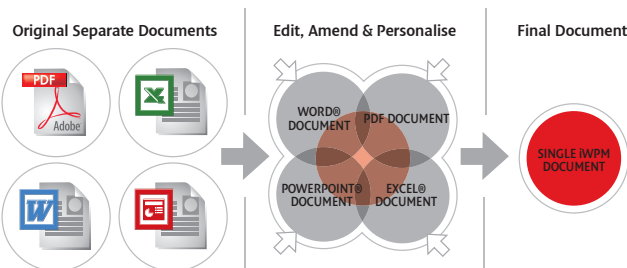 Original Separate Documents
Edit, Amend & Personalise
Final Document
PDF
Adobe
X
W
WORD®
DOCUMENT
PDF DOCUMENT
POWERPOINT®
DOCUMENT
EXCEL®
DOCUMENT
SINGLE iWPM
DOCUMENT